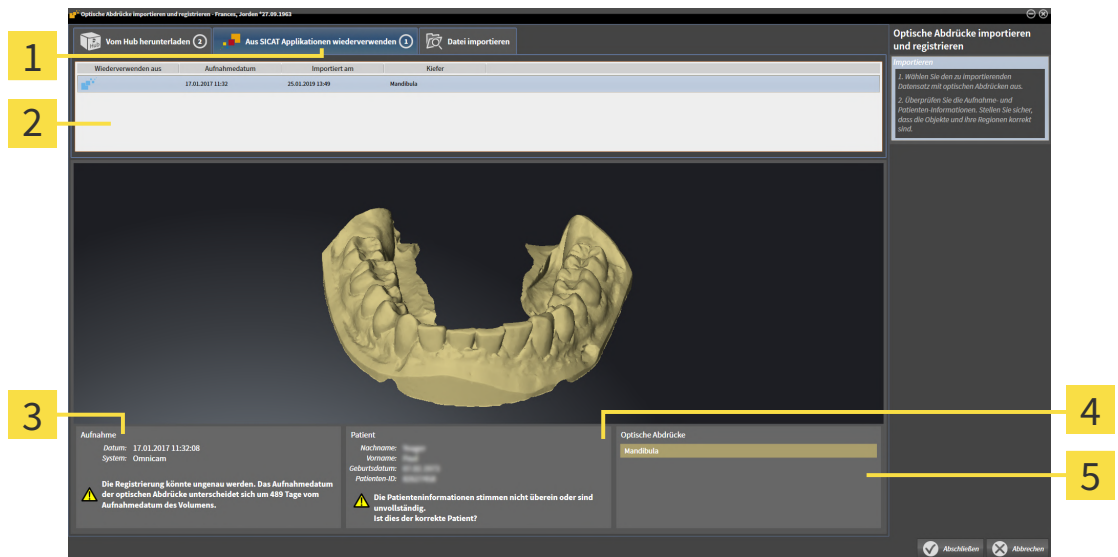 Optische Abdrücke importieren und registrieren - Frances, Jorden *27.09.1963
Hub
Vom Hub herunterladen 2
Aus SICAT Applikationen wiederverwenden 1
Datei importieren
1
Wiederverwenden aus Aufnahmedatum Importiert am Kiefer
17.01.2017 11:32 25.01.2019 13:49 Mandibula
2
Optische Abdrücke importieren
und registrieren
Importieren
1. Wählen Sie den zu importierenden
Datensatz mit optischen Abdrücken aus.
2. Überprüfen Sie die Aufnahme- und
Patienten-Informationen. Stellen Sie sicher,
dass die Objekte und ihre Regionen korrekt
sind.
3
Aufnahme
Datum: 17.01.2017 11:32:08
System: Omnicam
Die Registrierung könnte ungenau werden. Das Aufnahmedatum
der optischen Abdrücke unterscheidet sich um 489 Tage vom
Aufnahmedatum des Volumens.
Patient
Nachname:
Vorname:
Geburtsdatum:
Patienten-ID:
Die Patienteninformationen stimmen nicht überein oder sind
unvollständig.
Ist dies der korrekte Patient?
4
Optische Abdrücke
Mandibula
5
Abschließen Abbrechen